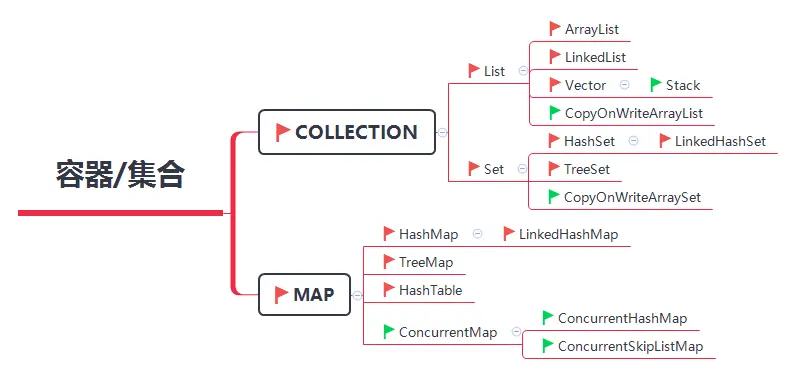 容器/集合
COLLECTION
List
ArrayList
LinkedList
Vector
Stack
CopyOnWriteArrayList
Set
HashSet
LinkedHashSet
TreeSet
CopyOnWriteArraySet
MAP
HashMap
LinkedHashMap
TreeMap
HashTable
ConcurrentMap
ConcurrentHashMap
ConcurrentSkipListMap